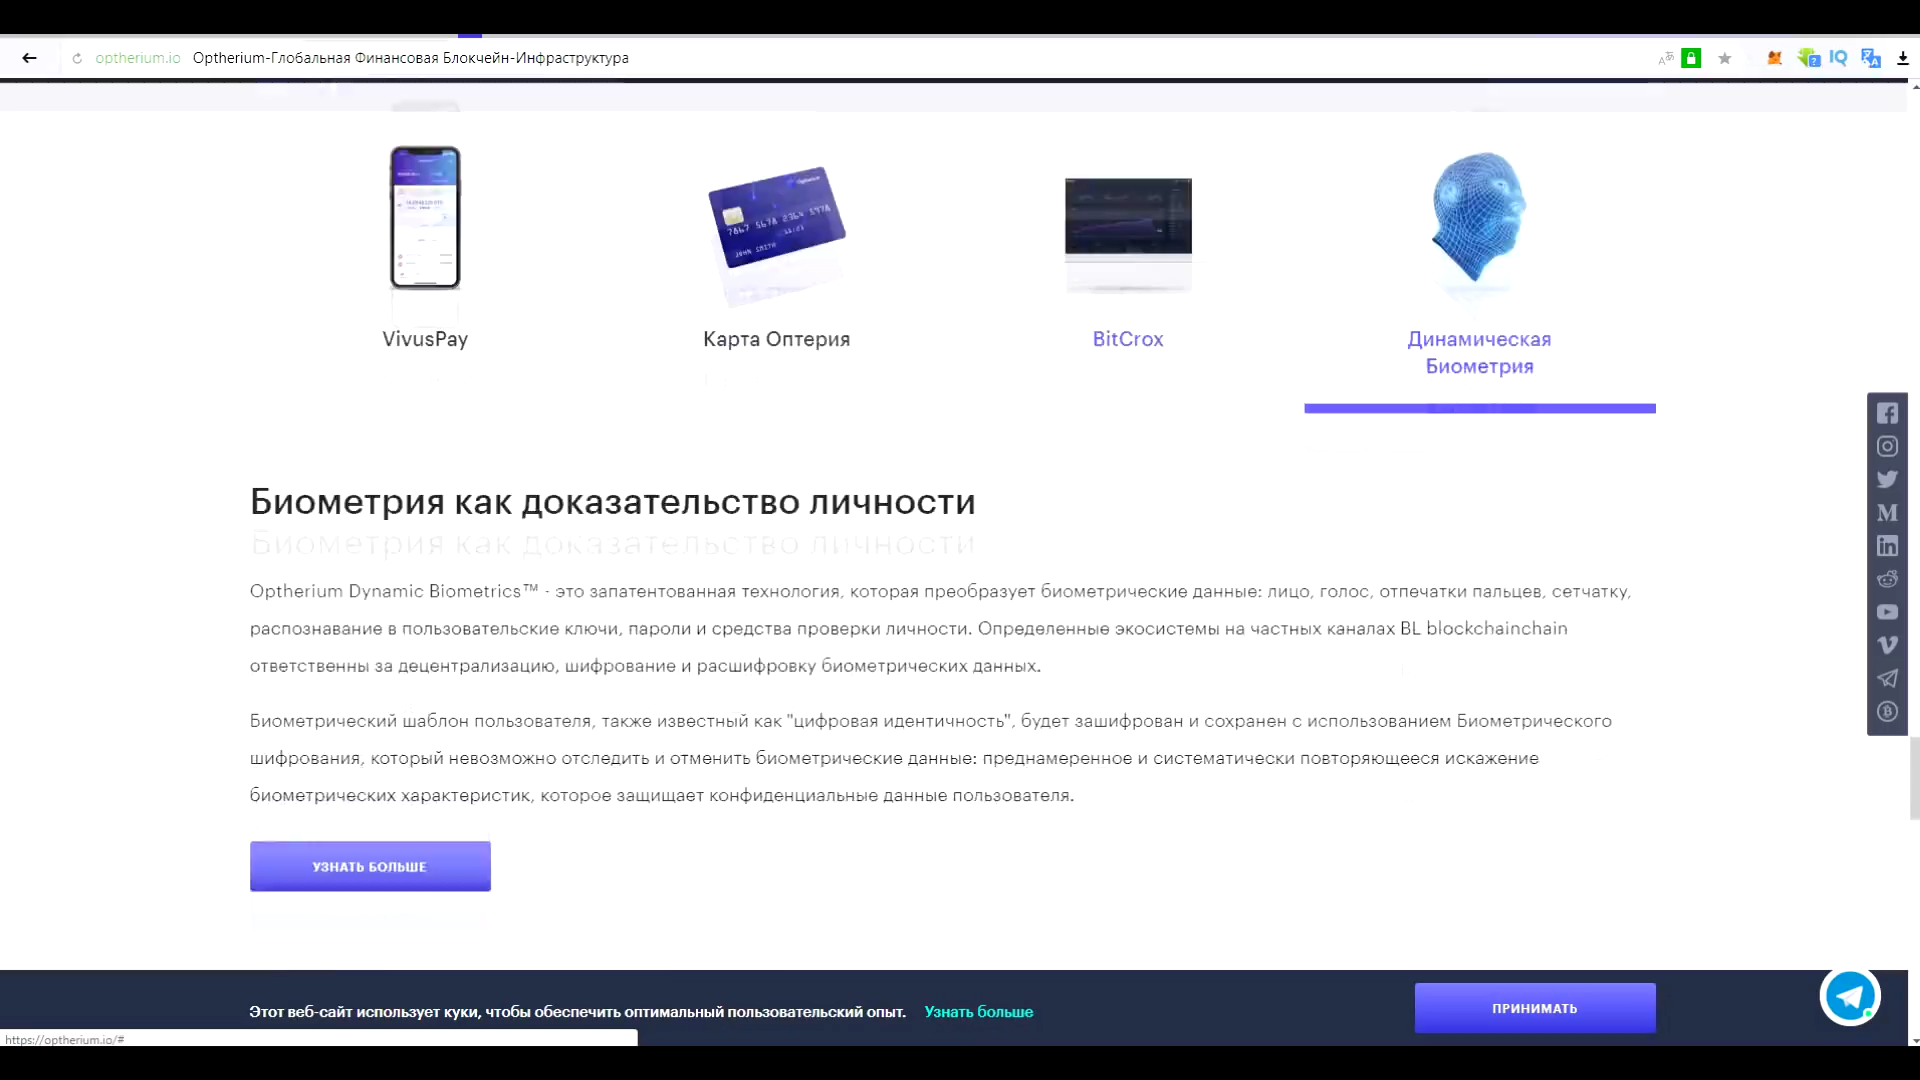 optherium.io Optherium-Глобальная Финансовая Блокчейн-Инфраструктура
VivusPay
Карта Оптерия
BitCrox
Динамическая
Биометрия
Биометрия как доказательство личности
Биометрия как доказательство личности
Optherium Dynamic Biometrics™ - это запатентованная технология, которая преобразует биометрические данные: лицо, голос, отпечатки пальцев, сетчатку,
распознавание в пользовательские ключи, пароли и средства проверки личности. Определенные экосистемы на частных каналах BL blockchainchain
ответственны за децентрализацию, шифрование и расшифровку биометрических данных.
Биометрический шаблон пользователя, также известный как "цифровая идентичность", будет зашифрован и сохранен с использованием Биометрического
шифрования, который невозможно отследить и отменить биометрические данные: преднамеренное и систематически повторяющееся искажение
биометрических характеристик, которое защищает конфиденциальные данные пользователя.
УЗНАТЬ БОЛЬШЕ
Этот веб-сайт использует куки, чтобы обеспечить оптимальный пользовательский опыт. Узнать больше
ПРИНИМАТЬ
https://optherium.io/#